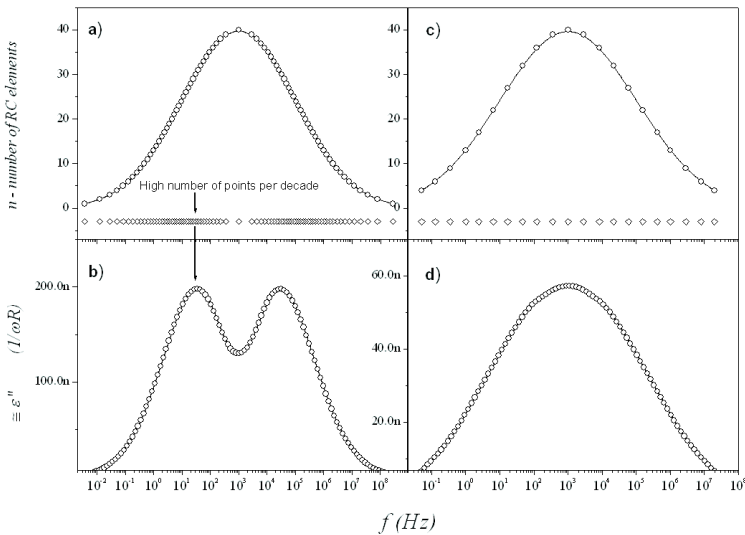 a)
c)
n - number of RC elements
40
30
20
10
0
40
30
20
10
0
High number of points per decade
b)
d)
≅ ε" (1/ωR)
200.0n
100.0n
60.0n
40.0n
20.0n
10⁻² 10⁻¹ 10⁰ 10¹ 10² 10³ 10⁴ 10⁵ 10⁶ 10⁷ 10⁸
10⁻¹ 10⁰ 10¹ 10² 10³ 10⁴ 10⁵ 10⁶ 10⁷ 10⁸
f (Hz)